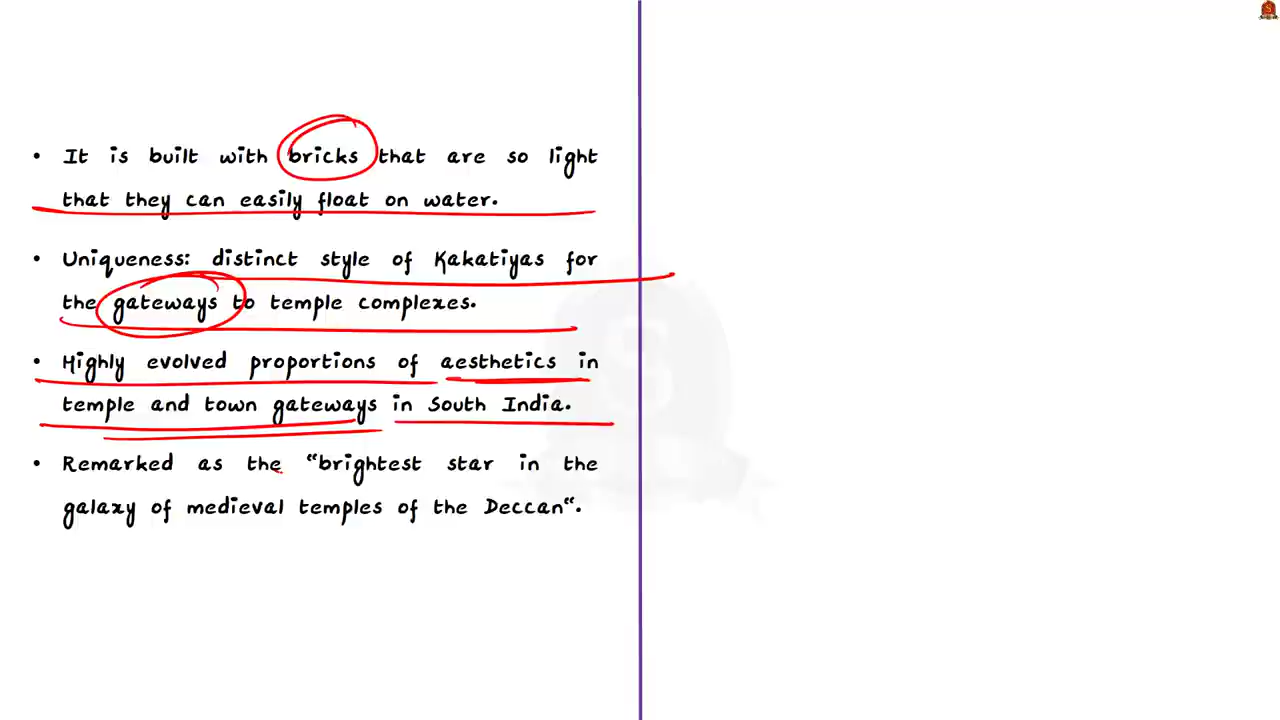 • It is built with bricks that are so light
that they can easily float on water.
• Uniqueness: distinct style of Kakatiyas for
the gateways to temple complexes.
• Highly evolved proportions of aesthetics in
temple and town gateways in South India.
• Remarked as the “brightest star in the
galaxy of medieval temples of the Deccan“.